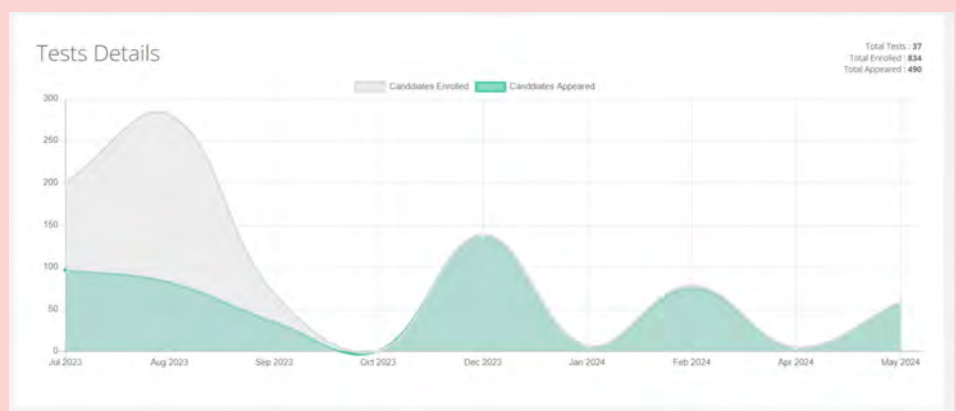 Tests Details
Total Tests : 37
Total Enrolled : 834
Total Appeared : 490
Canddiates Enrolled Canddiates Appeared
300
250
200
150
100
50
0
Jul 2023 Aug 2023 Sep 2023 Oct 2023 Dec 2023 Jan 2024 Feb 2024 Apr 2024 May 2024